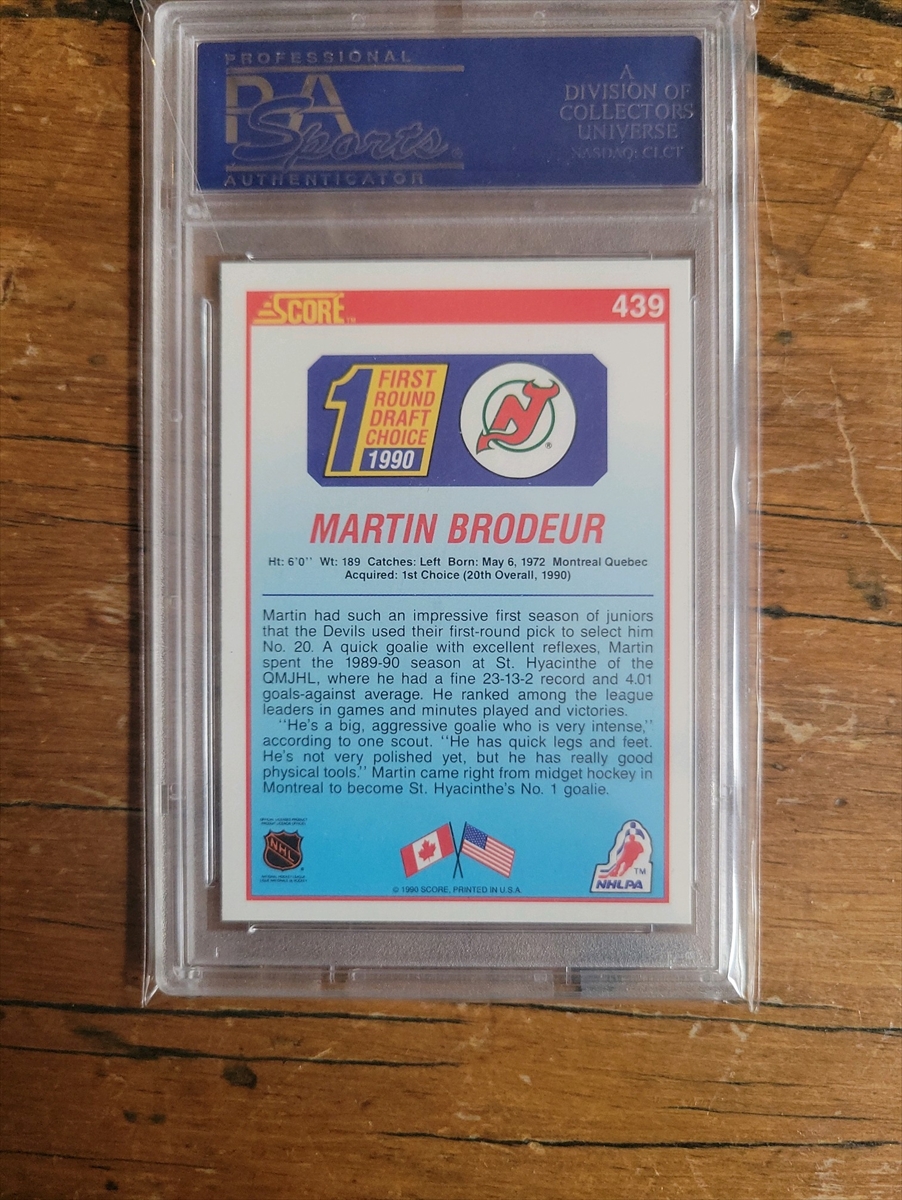 PROFESSIONAL
PSA
Sports
AUTHENTICATOR
A
DIVISION OF
COLLECTORS
UNIVERSE
NASDAQ: CLCT
SCORE™
439
1 FIRST
ROUND
DRAFT
CHOICE
1990
NJ ®
MARTIN BRODEUR
Ht: 6'0'' Wt: 189 Catches: Left Born: May 6, 1972 Montreal Quebec
Acquired: 1st Choice (20th Overall, 1990)
Martin had such an impressive first season of juniors
that the Devils used their first-round pick to select him
No. 20. A quick goalie with excellent reflexes, Martin
spent the 1989-90 season at St. Hyacinthe of the
QMJHL, where he had a fine 23-13-2 record and 4.01
goals-against average. He ranked among the league
leaders in games and minutes played and victories.
''He's a big, aggressive goalie who is very intense,''
according to one scout. ''He has quick legs and feet.
He's not very polished yet, but he has really good
physical tools.'' Martin came right from midget hockey in
Montreal to become St. Hyacinthe's No. 1 goalie.
NHL
© 1990 SCORE, PRINTED IN U.S.A.
TM
NHLPA